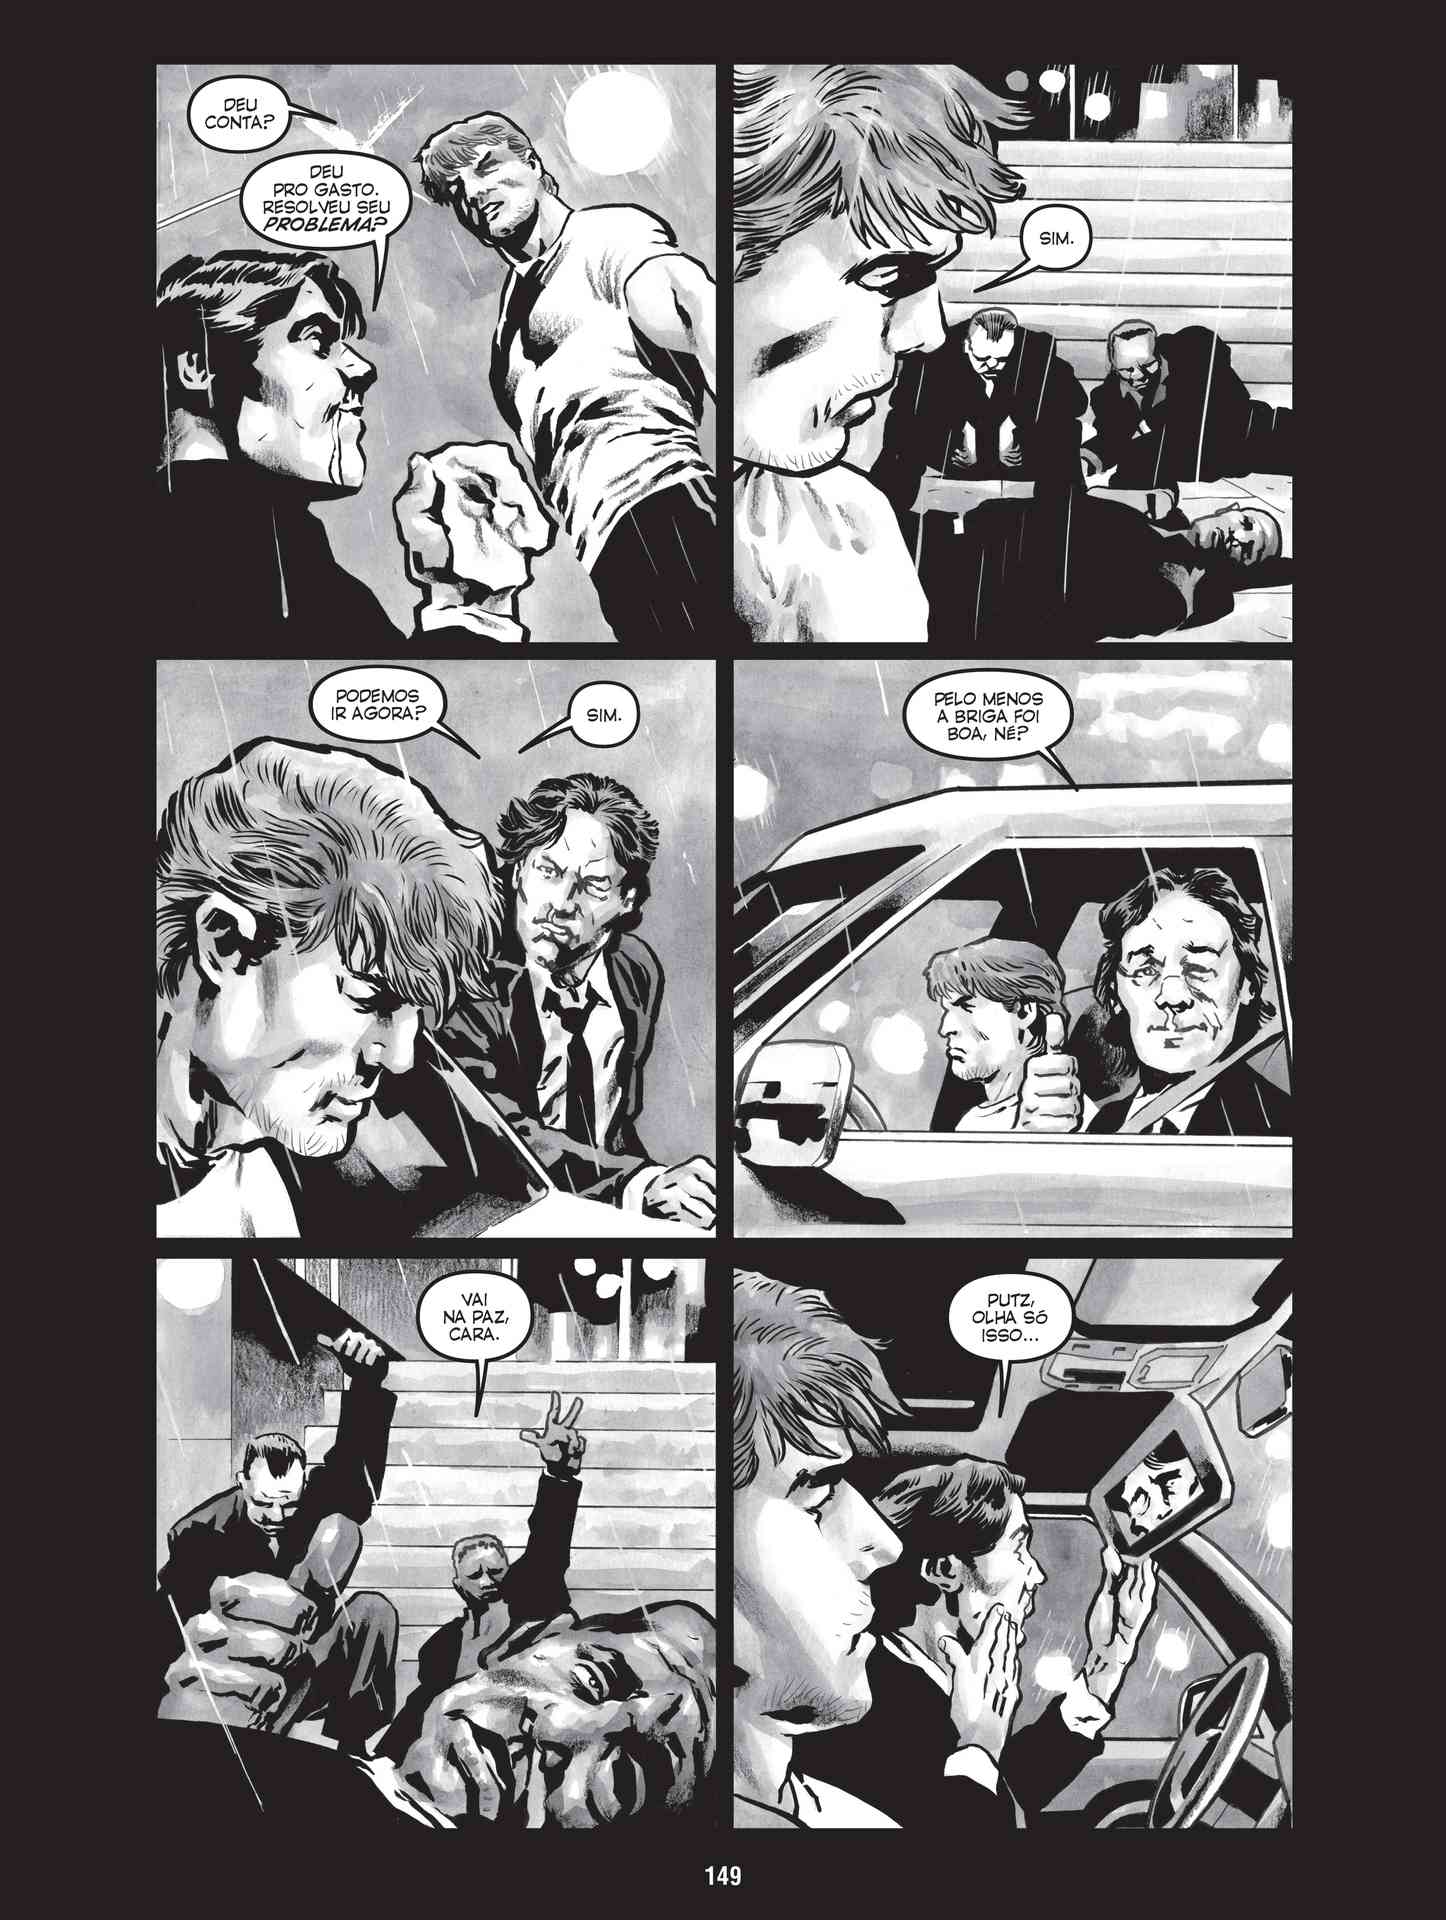 DEU
CONTA?
DEU
PRO GASTO.
RESOLVEU SEU
PROBLEMA?
SIM.
PODEMOS
IR AGORA?
SIM.
PELO MENOS
A BRIGA FOI
BOA, NÉ?
VAI
NA PAZ,
CARA.
PUTZ,
OLHA SÓ
ISSO...
149